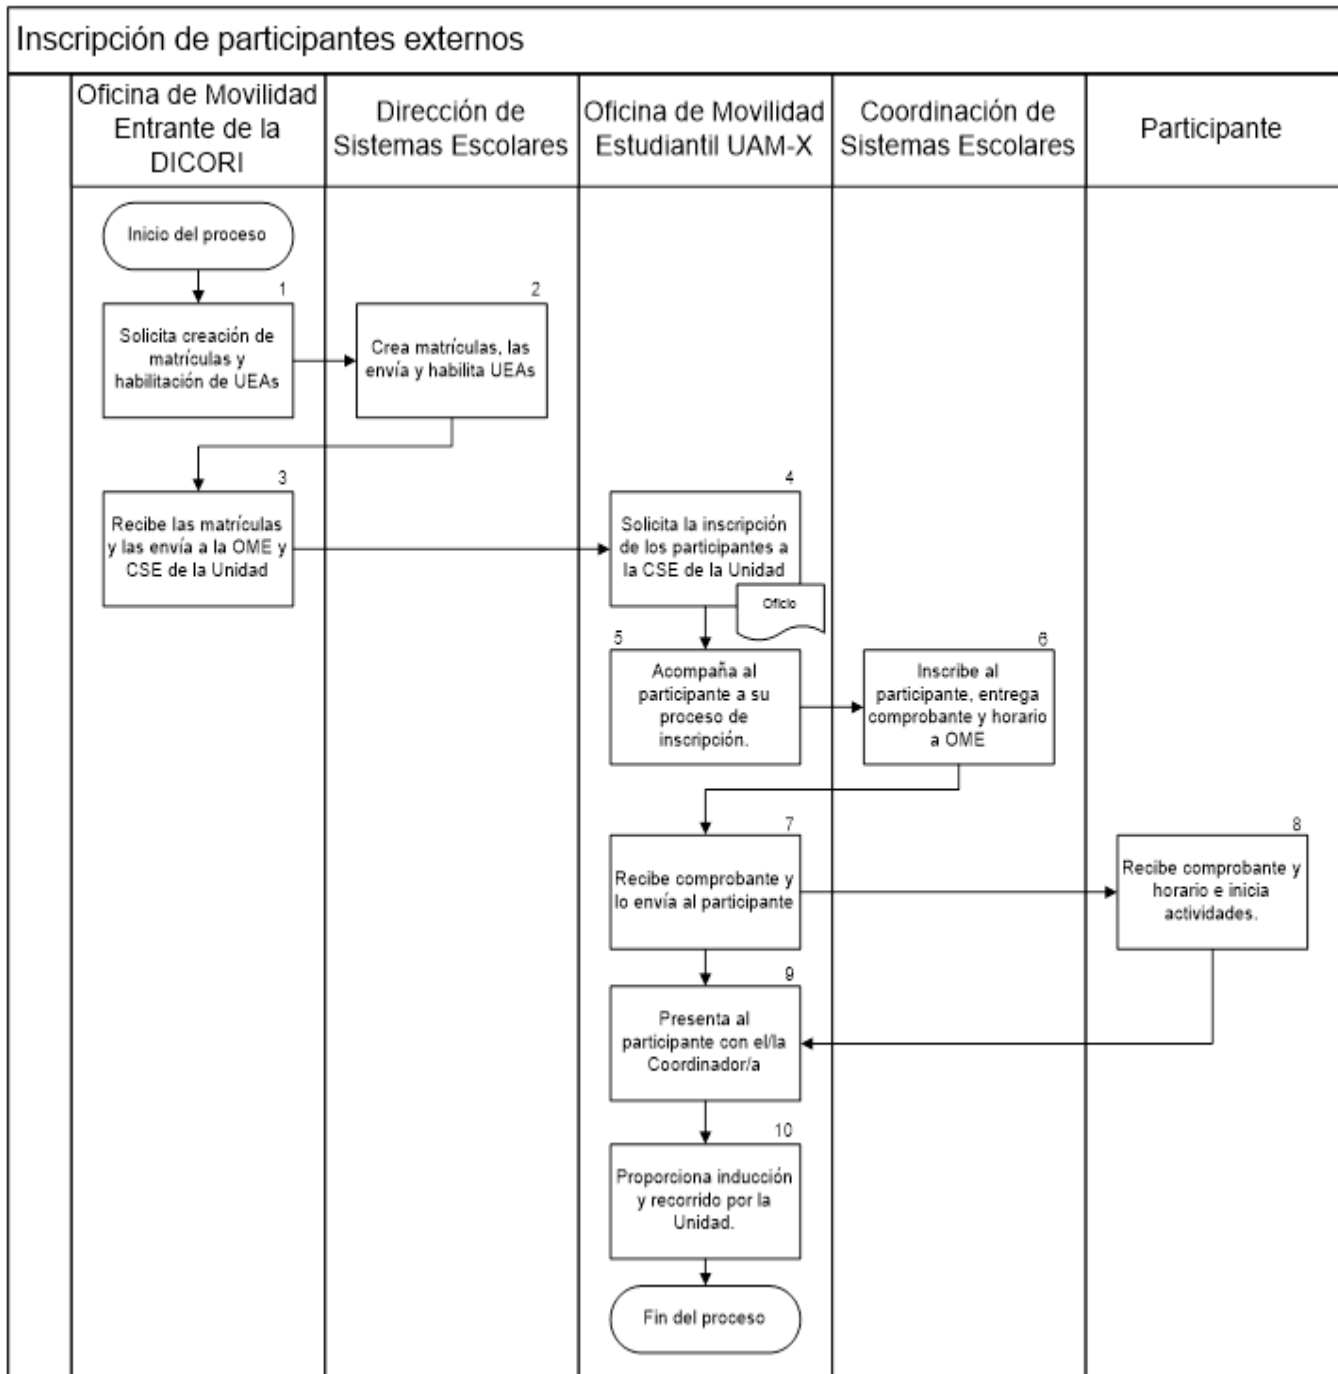 Inscripción de participantes externos
Oficina de Movilidad
Entrante de la
DICORI
Dirección de
Sistemas Escolares
Oficina de Movilidad
Estudiantil UAM-X
Coordinación de
Sistemas Escolares
Participante
Inicio del proceso
1
Solicita creación de
matrículas y
habilitación de UEAs
2
Crea matrículas, las
envía y habilita UEAs
3
Recibe las matrículas
y las envía a la OME y
CSE de la Unidad
4
Solicita la inscripción
de los participantes a
la CSE de la Unidad
Oficio
5
Acompaña al
participante a su
proceso de
inscripción.
6
Inscribe al
participante, entrega
comprobante y horario
a OME
7
Recibe comprobante y
lo envía al participante
8
Recibe comprobante y
horario e inicia
actividades.
9
Presenta al
participante con el/la
Coordinador/a
10
Proporciona inducción
y recorrido por la
Unidad.
Fin del proceso